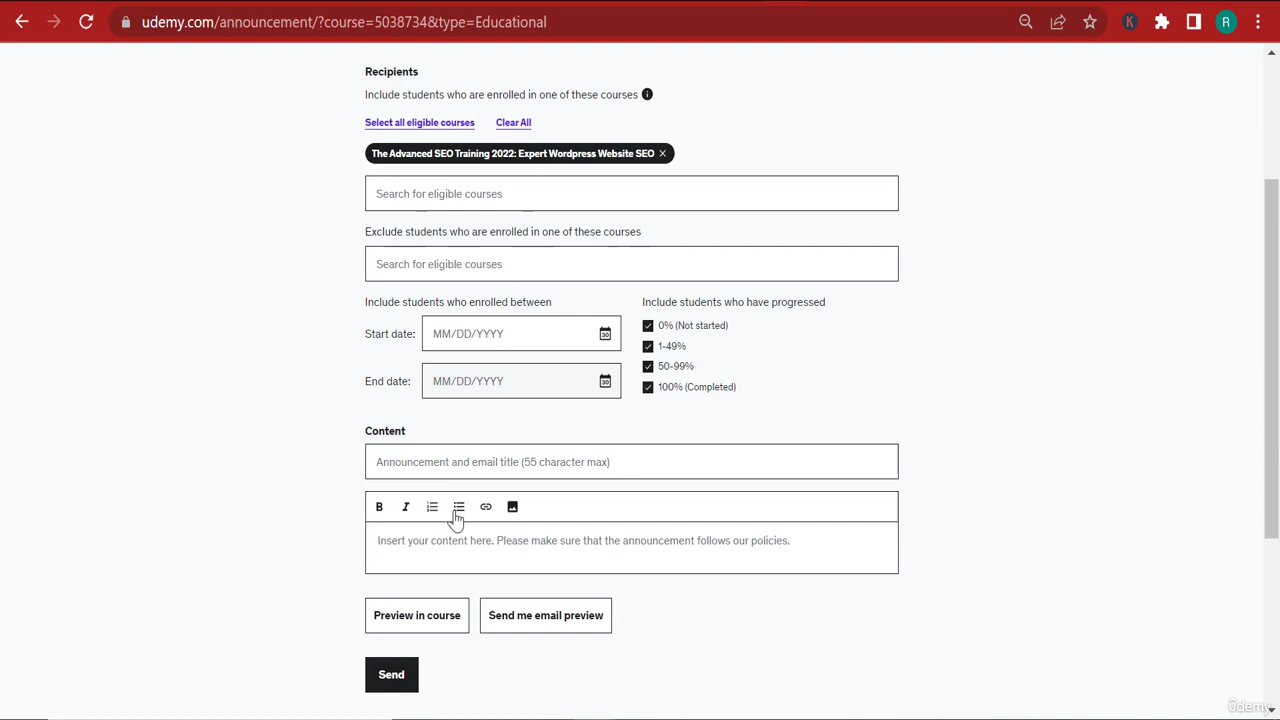 udemy.com/announcement/?course=5038734&type=Educational
K
R
Recipients
Include students who are enrolled in one of these courses
Select all eligible courses Clear All
The Advanced SEO Training 2022: Expert Wordpress Website SEO ×
Search for eligible courses
Exclude students who are enrolled in one of these courses
Search for eligible courses
Include students who enrolled between
Start date: MM/DD/YYYY 30
End date: MM/DD/YYYY 30
Include students who have progressed
0% (Not started)
1-49%
50-99%
100% (Completed)
Content
Announcement and email title (55 character max)
B I
Insert your content here. Please make sure that the announcement follows our policies.
Preview in course Send me email preview
Send
ûdemy